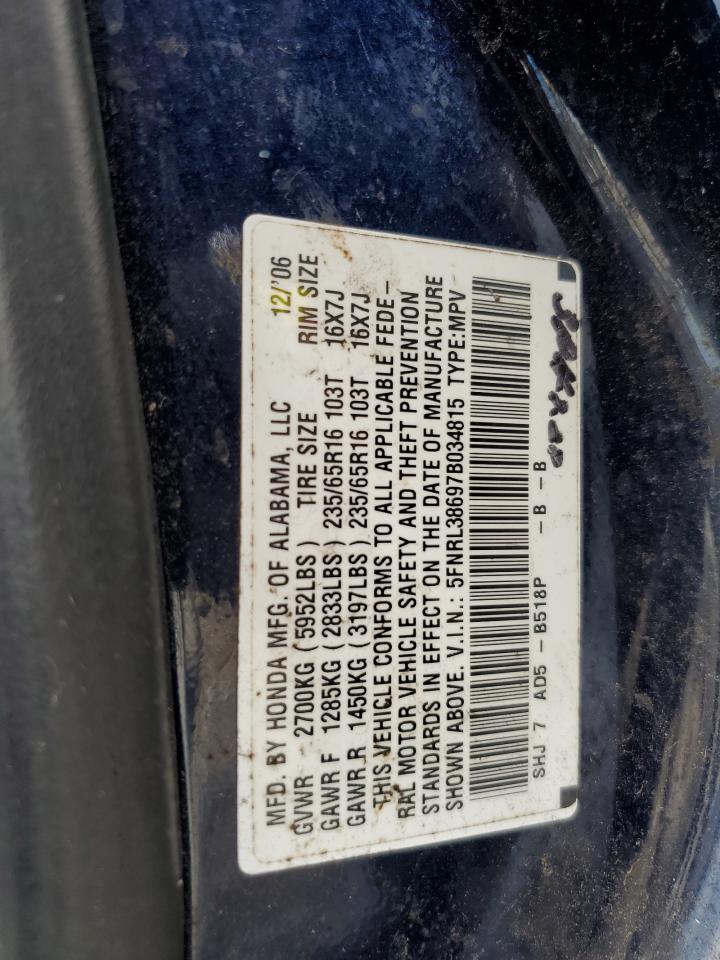 MFD. BY HONDA MFG. OF ALABAMA, LLC 12/'06
GVWR 2700KG (5952LBS) TIRE SIZE RIM SIZE
GAWR F 1285KG (2833LBS) 235/65R16 103T 16X7J
GAWR R 1450KG (3197LBS) 235/65R16 103T 16X7J
THIS VEHICLE CONFORMS TO ALL APPLICABLE FEDE-
RAL MOTOR VEHICLE SAFETY AND THEFT PREVENTION
STANDARDS IN EFFECT ON THE DATE OF MANUFACTURE
SHOWN ABOVE. V.I.N.: 5FNRL38697B034815 TYPE:MPV
SHJ 7 AD5 - B518P - B - B